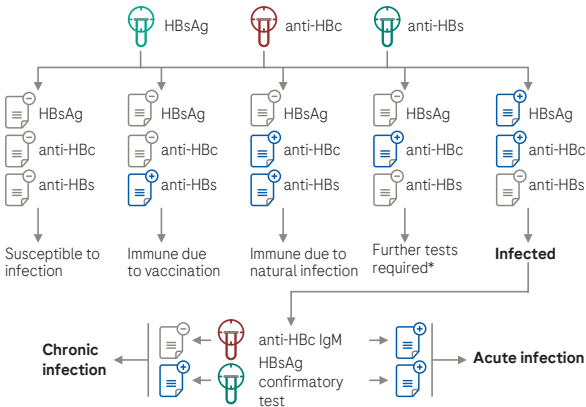 HBsAg
anti-HBc
anti-HBs
HBsAg
anti-HBc
anti-HBs
Susceptible to
infection
HBsAg
anti-HBc
anti-HBs
Immune due
to vaccination
HBsAg
anti-HBc
anti-HBs
Immune due to
natural infection
HBsAg
anti-HBc
anti-HBs
Further tests
required*
HBsAg
anti-HBc
anti-HBs
Infected
Chronic
infection
anti-HBc IgM
HBsAg
confirmatory
test
Acute infection